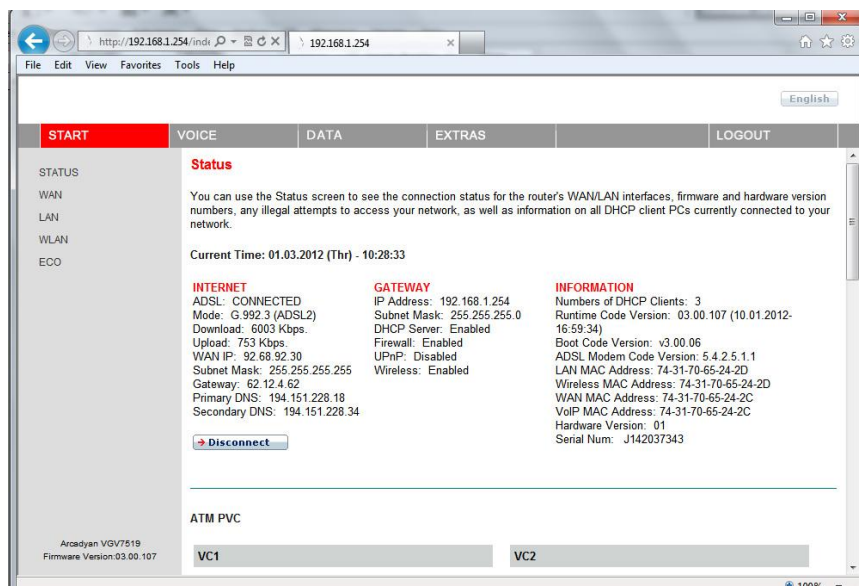 http://192.168.1.254/inde
192.168.1.254
File Edit View Favorites Tools Help
English
START VOICE DATA EXTRAS LOGOUT
STATUS
WAN
LAN
WLAN
ECO
Status
You can use the Status screen to see the connection status for the router's WAN/LAN interfaces, firmware and hardware version
numbers, any illegal attempts to access your network, as well as information on all DHCP client PCs currently connected to your
network.
Current Time: 01.03.2012 (Thr) - 10:28:33
INTERNET
ADSL: CONNECTED
Mode: G.992.3 (ADSL2)
Download: 6003 Kbps.
Upload: 753 Kbps.
WAN IP: 92.68.92.30
Subnet Mask: 255.255.255.255
Gateway: 62.12.4.62
Primary DNS: 194.151.228.18
Secondary DNS: 194.151.228.34
Disconnect
GATEWAY
IP Address: 192.168.1.254
Subnet Mask: 255.255.255.0
DHCP Server: Enabled
Firewall: Enabled
UPnP: Disabled
Wireless: Enabled
INFORMATION
Numbers of DHCP Clients: 3
Runtime Code Version: 03.00.107 (10.01.2012-
16:59:34)
Boot Code Version: v3.00.06
ADSL Modem Code Version: 5.4.2.5.1.1
LAN MAC Address: 74-31-70-65-24-2D
Wireless MAC Address: 74-31-70-65-24-2D
WAN MAC Address: 74-31-70-65-24-2C
VoIP MAC Address: 74-31-70-65-24-2C
Hardware Version: 01
Serial Num: J142037343
ATM PVC
VC1 VC2
Arcadyan VGV7519
Firmware Version:03.00.107
100%